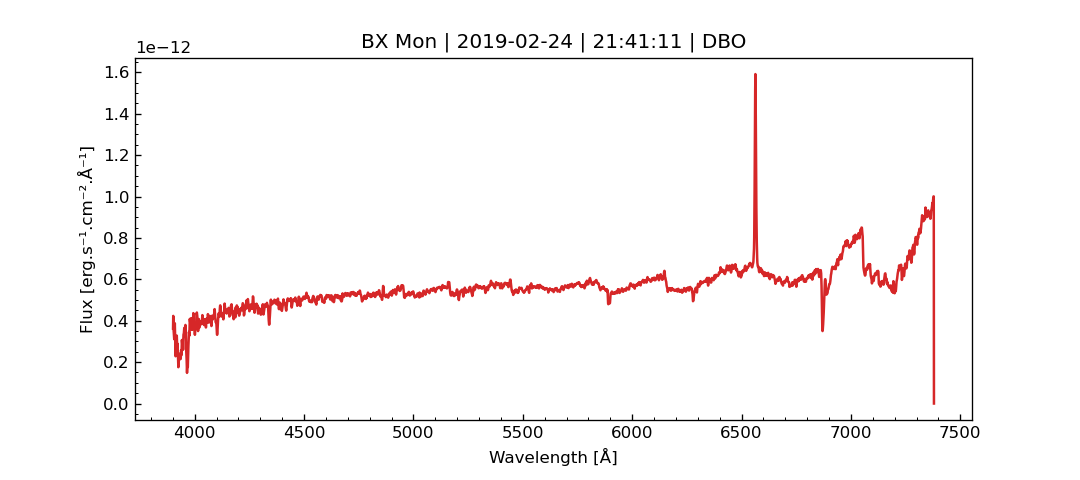 BX Mon | 2019-02-24 | 21:41:11 | DBO
1e−12
1.6
1.4
1.2
1.0
0.8
0.6
0.4
0.2
0.0
Flux [erg.s⁻¹.cm⁻².Å⁻¹]
4000 4500 5000 5500 6000 6500 7000 7500
Wavelength [Å]